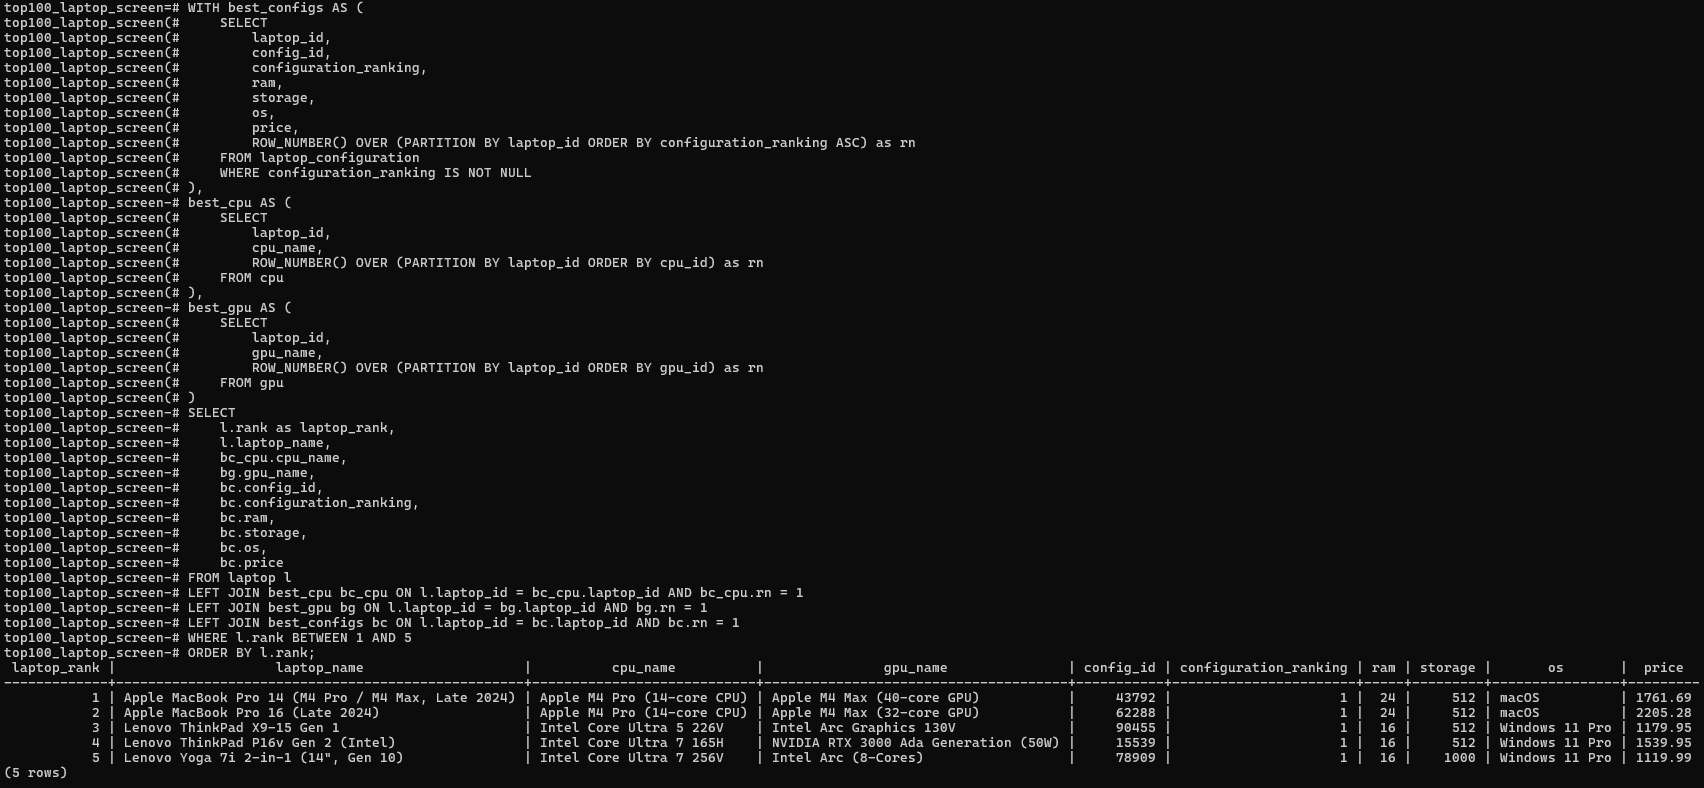 top100_laptop_screen=# WITH best_configs AS (
top100_laptop_screen(#     SELECT
top100_laptop_screen(#         laptop_id,
top100_laptop_screen(#         config_id,
top100_laptop_screen(#         configuration_ranking,
top100_laptop_screen(#         ram,
top100_laptop_screen(#         storage,
top100_laptop_screen(#         os,
top100_laptop_screen(#         price,
top100_laptop_screen(#         ROW_NUMBER() OVER (PARTITION BY laptop_id ORDER BY configuration_ranking ASC) as rn
top100_laptop_screen(#     FROM laptop_configuration
top100_laptop_screen(#     WHERE configuration_ranking IS NOT NULL
top100_laptop_screen(# ),
top100_laptop_screen-# best_cpu AS (
top100_laptop_screen(#     SELECT
top100_laptop_screen(#         laptop_id,
top100_laptop_screen(#         cpu_name,
top100_laptop_screen(#         ROW_NUMBER() OVER (PARTITION BY laptop_id ORDER BY cpu_id) as rn
top100_laptop_screen(#     FROM cpu
top100_laptop_screen(# ),
top100_laptop_screen-# best_gpu AS (
top100_laptop_screen(#     SELECT
top100_laptop_screen(#         laptop_id,
top100_laptop_screen(#         gpu_name,
top100_laptop_screen(#         ROW_NUMBER() OVER (PARTITION BY laptop_id ORDER BY gpu_id) as rn
top100_laptop_screen(#     FROM gpu
top100_laptop_screen(# )
top100_laptop_screen-# SELECT
top100_laptop_screen-#     l.rank as laptop_rank,
top100_laptop_screen-#     l.laptop_name,
top100_laptop_screen-#     bc_cpu.cpu_name,
top100_laptop_screen-#     bg.gpu_name,
top100_laptop_screen-#     bc.config_id,
top100_laptop_screen-#     bc.configuration_ranking,
top100_laptop_screen-#     bc.ram,
top100_laptop_screen-#     bc.storage,
top100_laptop_screen-#     bc.os,
top100_laptop_screen-#     bc.price
top100_laptop_screen-# FROM laptop l
top100_laptop_screen-# LEFT JOIN best_cpu bc_cpu ON l.laptop_id = bc_cpu.laptop_id AND bc_cpu.rn = 1
top100_laptop_screen-# LEFT JOIN best_gpu bg ON l.laptop_id = bg.laptop_id AND bg.rn = 1
top100_laptop_screen-# LEFT JOIN best_configs bc ON l.laptop_id = bc.laptop_id AND bc.rn = 1
top100_laptop_screen-# WHERE l.rank BETWEEN 1 AND 5
top100_laptop_screen-# ORDER BY l.rank;
 laptop_rank | laptop_name | cpu_name | gpu_name | config_id | configuration_ranking | ram | storage | os | price
1 | Apple MacBook Pro 14 (M4 Pro / M4 Max, Late 2024) | Apple M4 Pro (14-core CPU) | Apple M4 Max (40-core GPU) | 43792 | 1 | 24 | 512 | macOS | 1761.69
2 | Apple MacBook Pro 16 (Late 2024) | Apple M4 Pro (14-core CPU) | Apple M4 Max (32-core GPU) | 62288 | 1 | 24 | 512 | macOS | 2205.28
3 | Lenovo ThinkPad X9-15 Gen 1 | Intel Core Ultra 5 226V | Intel Arc Graphics 130V | 90455 | 1 | 16 | 512 | Windows 11 Pro | 1179.95
4 | Lenovo ThinkPad P16v Gen 2 (Intel) | Intel Core Ultra 7 165H | NVIDIA RTX 3000 Ada Generation (50W) | 15539 | 1 | 16 | 512 | Windows 11 Pro | 1539.95
5 | Lenovo Yoga 7i 2-in-1 (14", Gen 10) | Intel Core Ultra 7 256V | Intel Arc (8-Cores) | 78909 | 1 | 16 | 1000 | Windows 11 Pro | 1119.99
(5 rows)